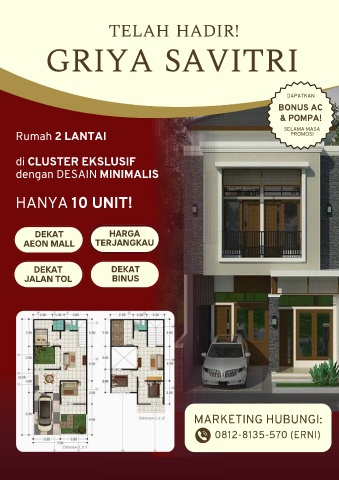 TELAH HADIR!
GRIYA SAVITRI
DAPATKAN
BONUS AC
& POMPA!
SELAMA MASA
PROMOSI
Rumah 2 LANTAI
di CLUSTER EKSLUSIF
dengan DESAIN MINIMALIS
HANYA 10 UNIT!
DEKAT
AEON MALL
HARGA
TERJANGKAU
DEKAT
JALAN TOL
DEKAT
BINUS
MARKETING HUBUNGI:
0812-8135-570 (ERNI)